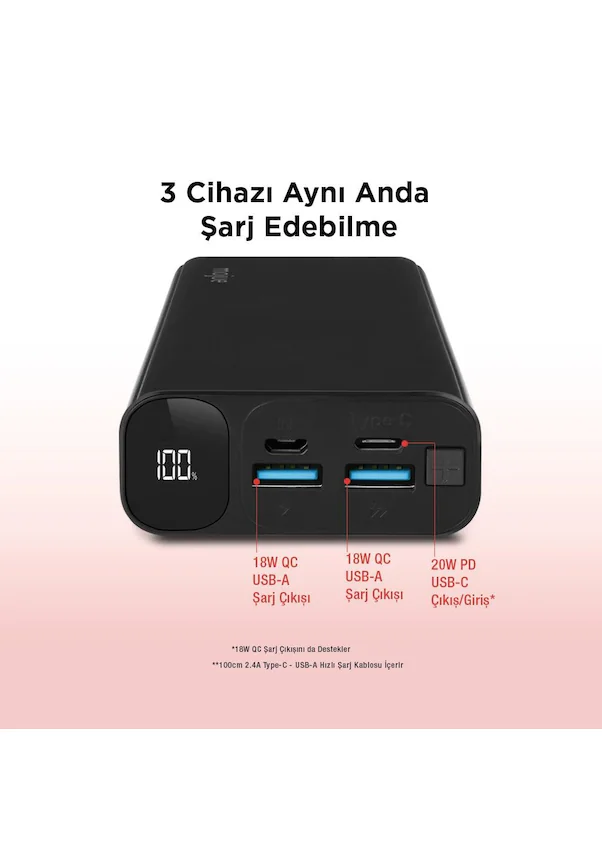 3 Cihazı Aynı Anda
Şarj Edebilme
Type-C
100%
18W QC
USB-A
Şarj Çıkışı
18W QC
USB-A
Şarj Çıkışı
20W PD
USB-C
Çıkış/Giriş*
*18W QC Şarj Çıkışını da Destekler
**100cm 2.4A Type-C - USB-A Hızlı Şarj Kablosu İçerir